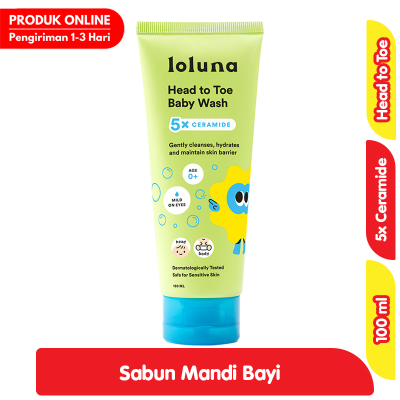 PRODUK ONLINE
Pengiriman 1-3 Hari
loluna
Head to Toe
Baby Wash
5x CERAMIDE
Gently cleanses, hydrates
and maintain skin barrier
AGE
0+
MILD
ON EYES
head
body
Dermatologically Tested
Safe for Sensitive Skin
100 ML
Head to Toe
5x Ceramide
100 ml
Sabun Mandi Bayi